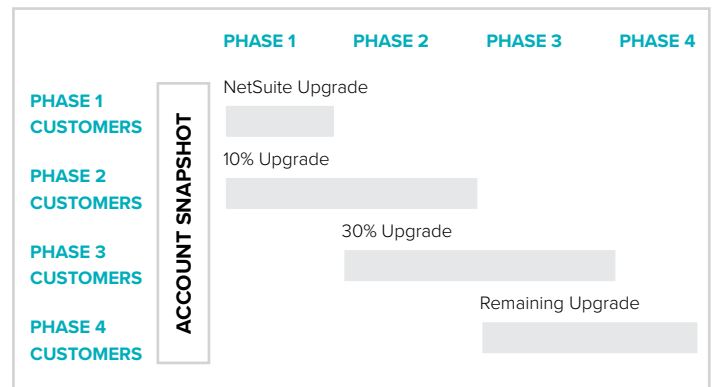 PHASE 1 PHASE 2 PHASE 3 PHASE 4
NetSuite Upgrade
PHASE 1
CUSTOMERS
ACCOUNT SNAPSHOT
10% Upgrade
PHASE 2
CUSTOMERS
30% Upgrade
PHASE 3
CUSTOMERS
Remaining Upgrade
PHASE 4
CUSTOMERS